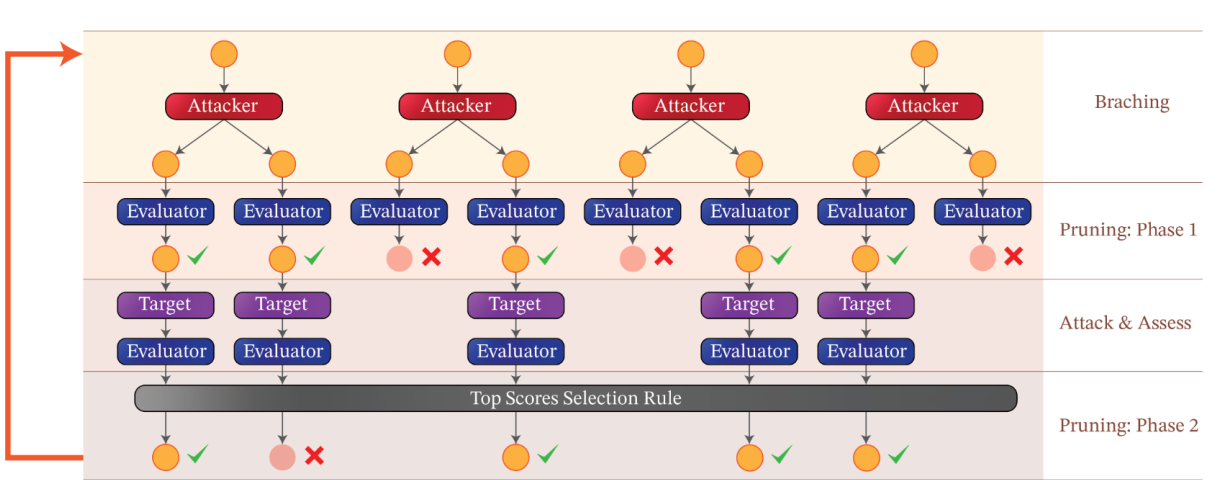 Attacker Attacker Attacker Attacker
Braching
Evaluator Evaluator Evaluator Evaluator Evaluator Evaluator Evaluator Evaluator
Pruning: Phase 1
Target Target Target Target Target
Attack & Assess
Evaluator Evaluator Evaluator Evaluator Evaluator
Top Scores Selection Rule
Pruning: Phase 2